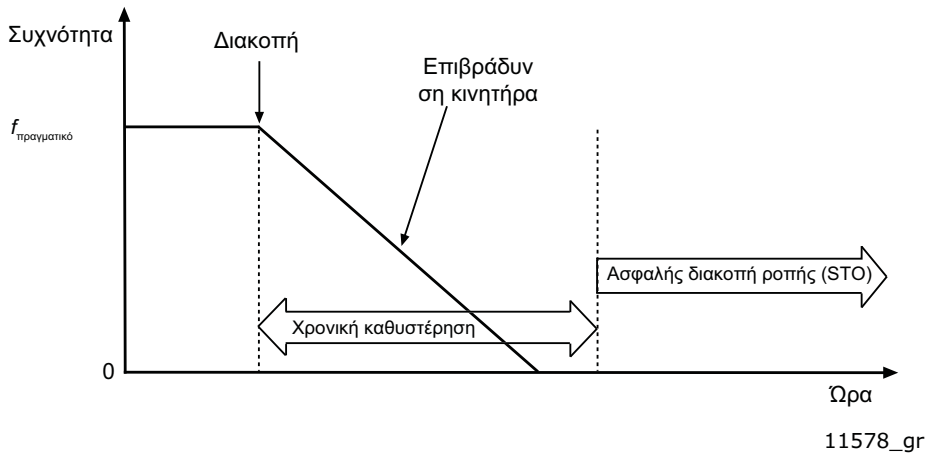 Συχνότητα
Διακοπή
Επιβράδυν
ση κινητήρα
fπραγματικό
Ασφαλής διακοπή ροπής (STO)
Χρονική καθυστέρηση
0
Ώρα
11578_gr